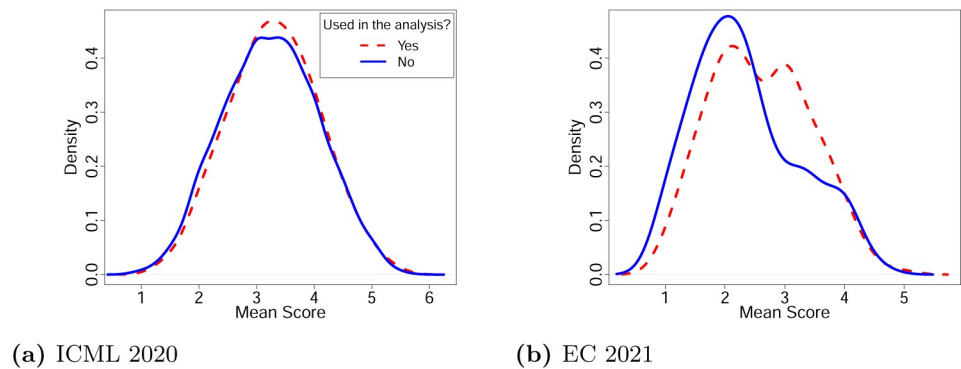 Used in the analysis?
Yes
No
Density
0.0 0.1 0.2 0.3 0.4
1 2 3 4 5 6
Mean Score
(a) ICML 2020
Density
0.0 0.1 0.2 0.3 0.4
1 2 3 4 5
Mean Score
(b) EC 2021